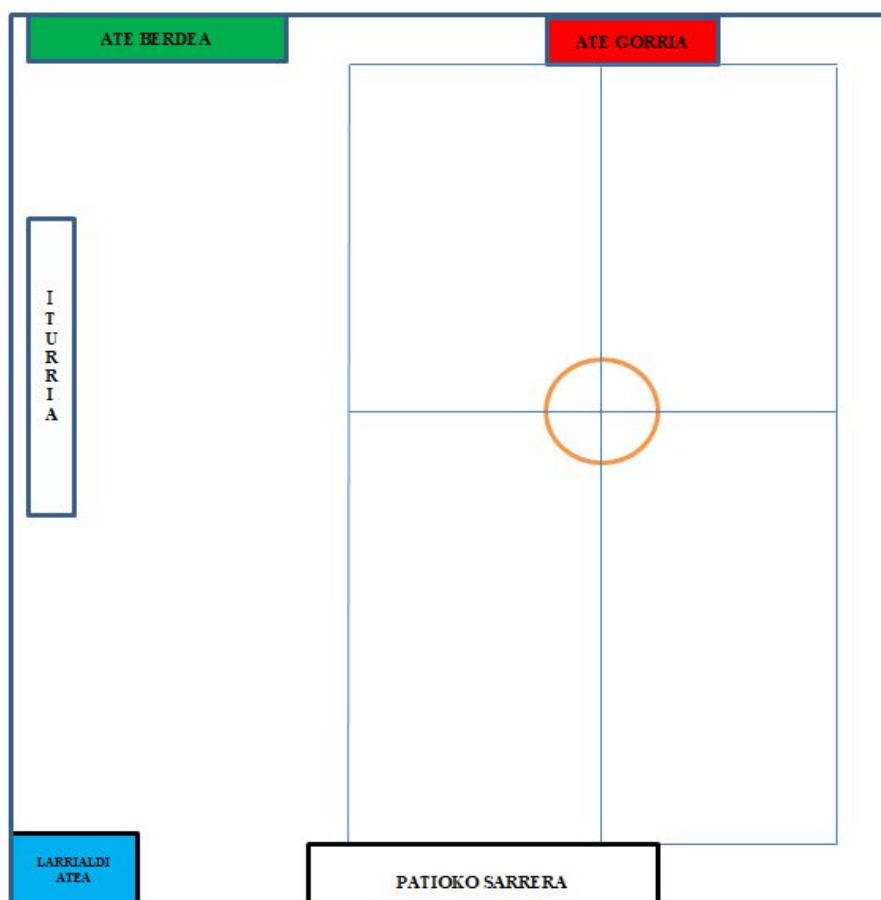 ATE BERDEA
ATE GORRIA
ITURRIA
LARRIALDI
ATEA
PATIOKO SARRERA